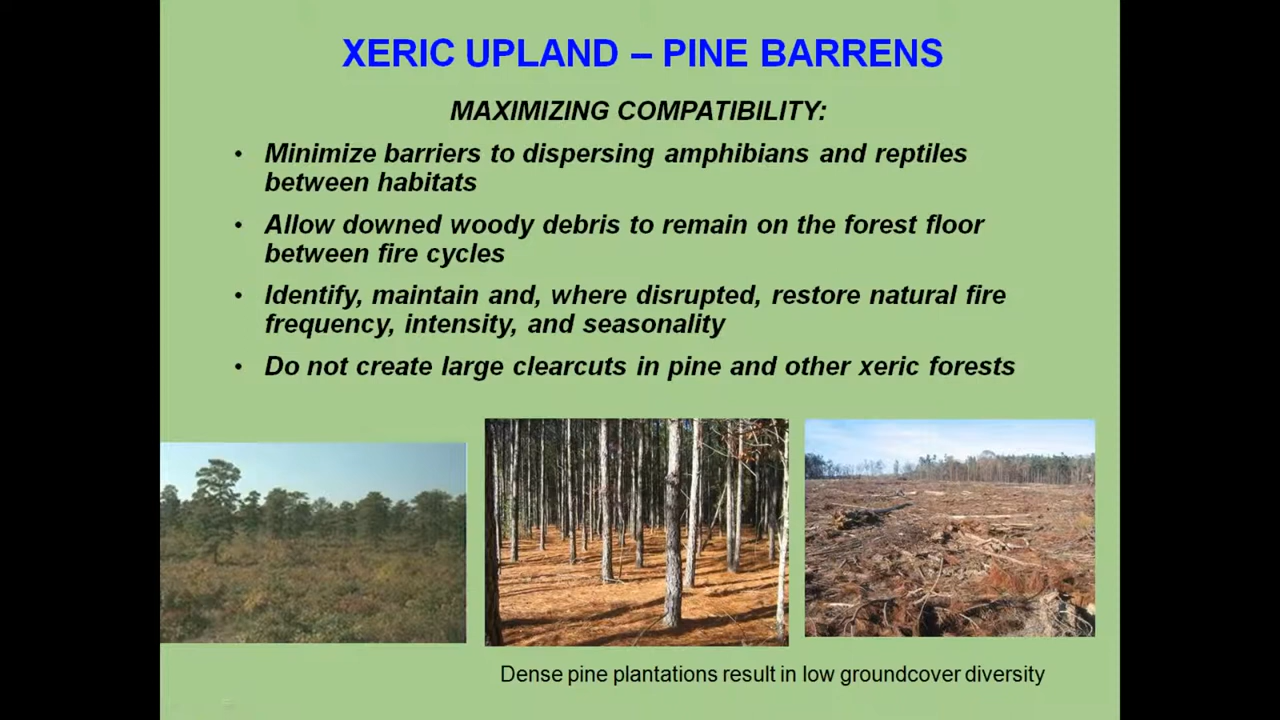 XERIC UPLAND – PINE BARRENS
MAXIMIZING COMPATIBILITY:
• Minimize barriers to dispersing amphibians and reptiles
between habitats
• Allow downed woody debris to remain on the forest floor
between fire cycles
• Identify, maintain and, where disrupted, restore natural fire
frequency, intensity, and seasonality
• Do not create large clearcuts in pine and other xeric forests
Dense pine plantations result in low groundcover diversity